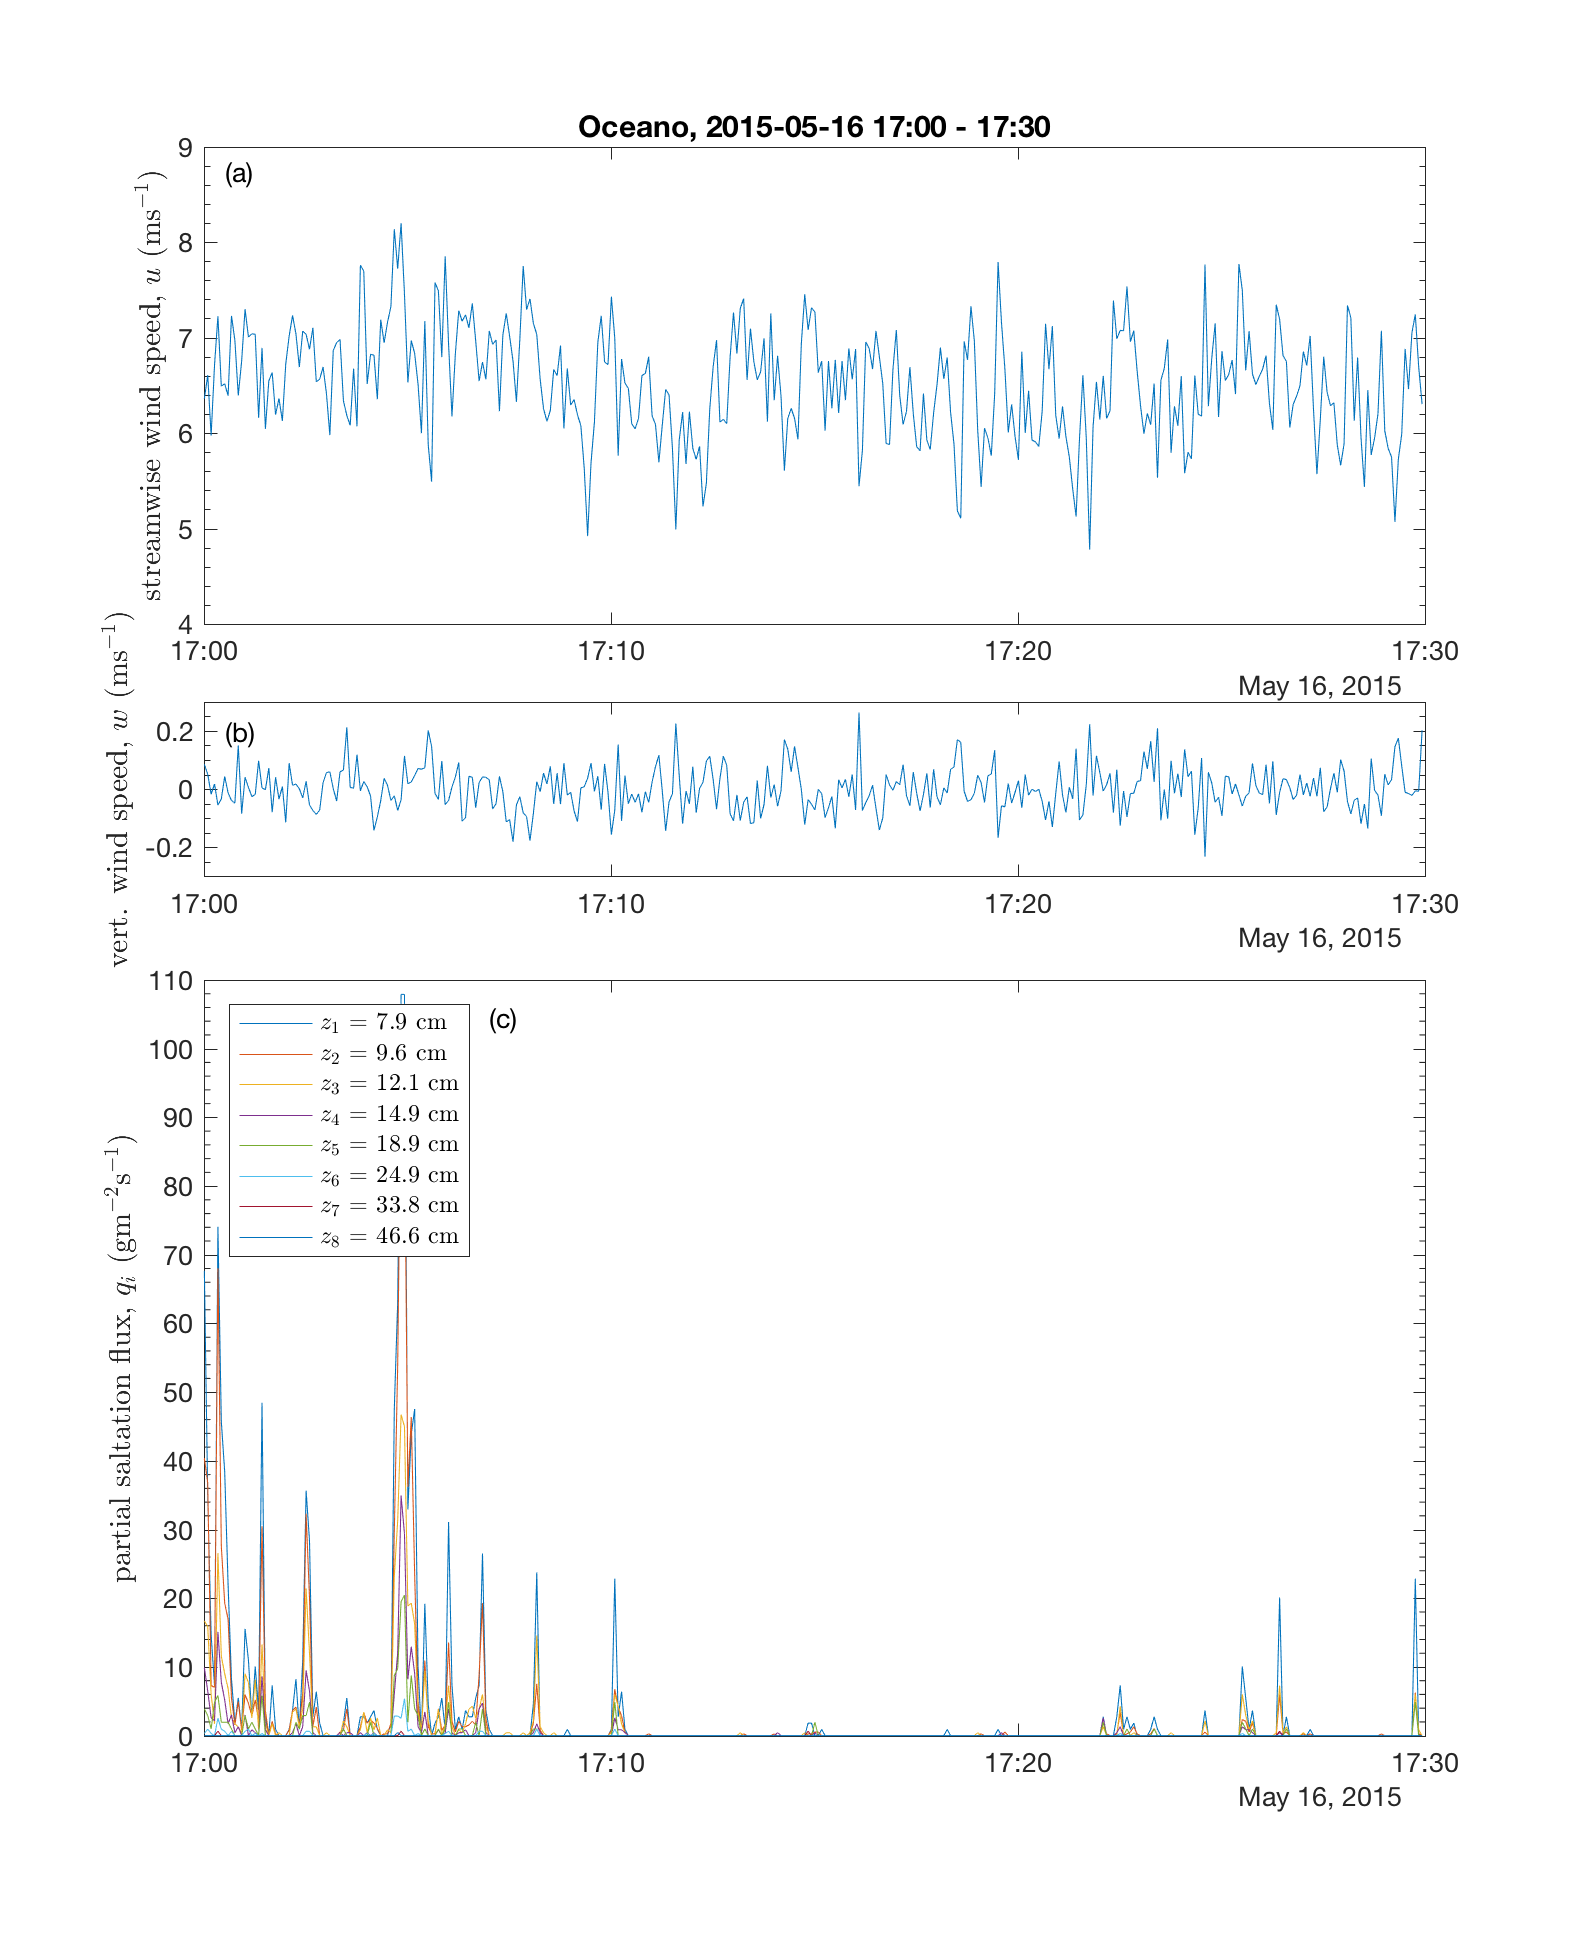 Oceano, 2015-05-16 17:00 - 17:30
(a)
streamwise wind speed, u (ms⁻¹)
9
8
7
6
5
4
17:00 17:10 17:20 17:30
May 16, 2015
(b)
vert. wind speed, w (ms⁻¹)
0.2
0
-0.2
17:00 17:10 17:20 17:30
May 16, 2015
(c)
partial saltation flux, qᵢ (gm⁻²s⁻¹)
110
100
90
80
70
60
50
40
30
20
10
0
z₁ = 7.9 cm
z₂ = 9.6 cm
z₃ = 12.1 cm
z₄ = 14.9 cm
z₅ = 18.9 cm
z₆ = 24.9 cm
z₇ = 33.8 cm
z₈ = 46.6 cm
17:00 17:10 17:20 17:30
May 16, 2015